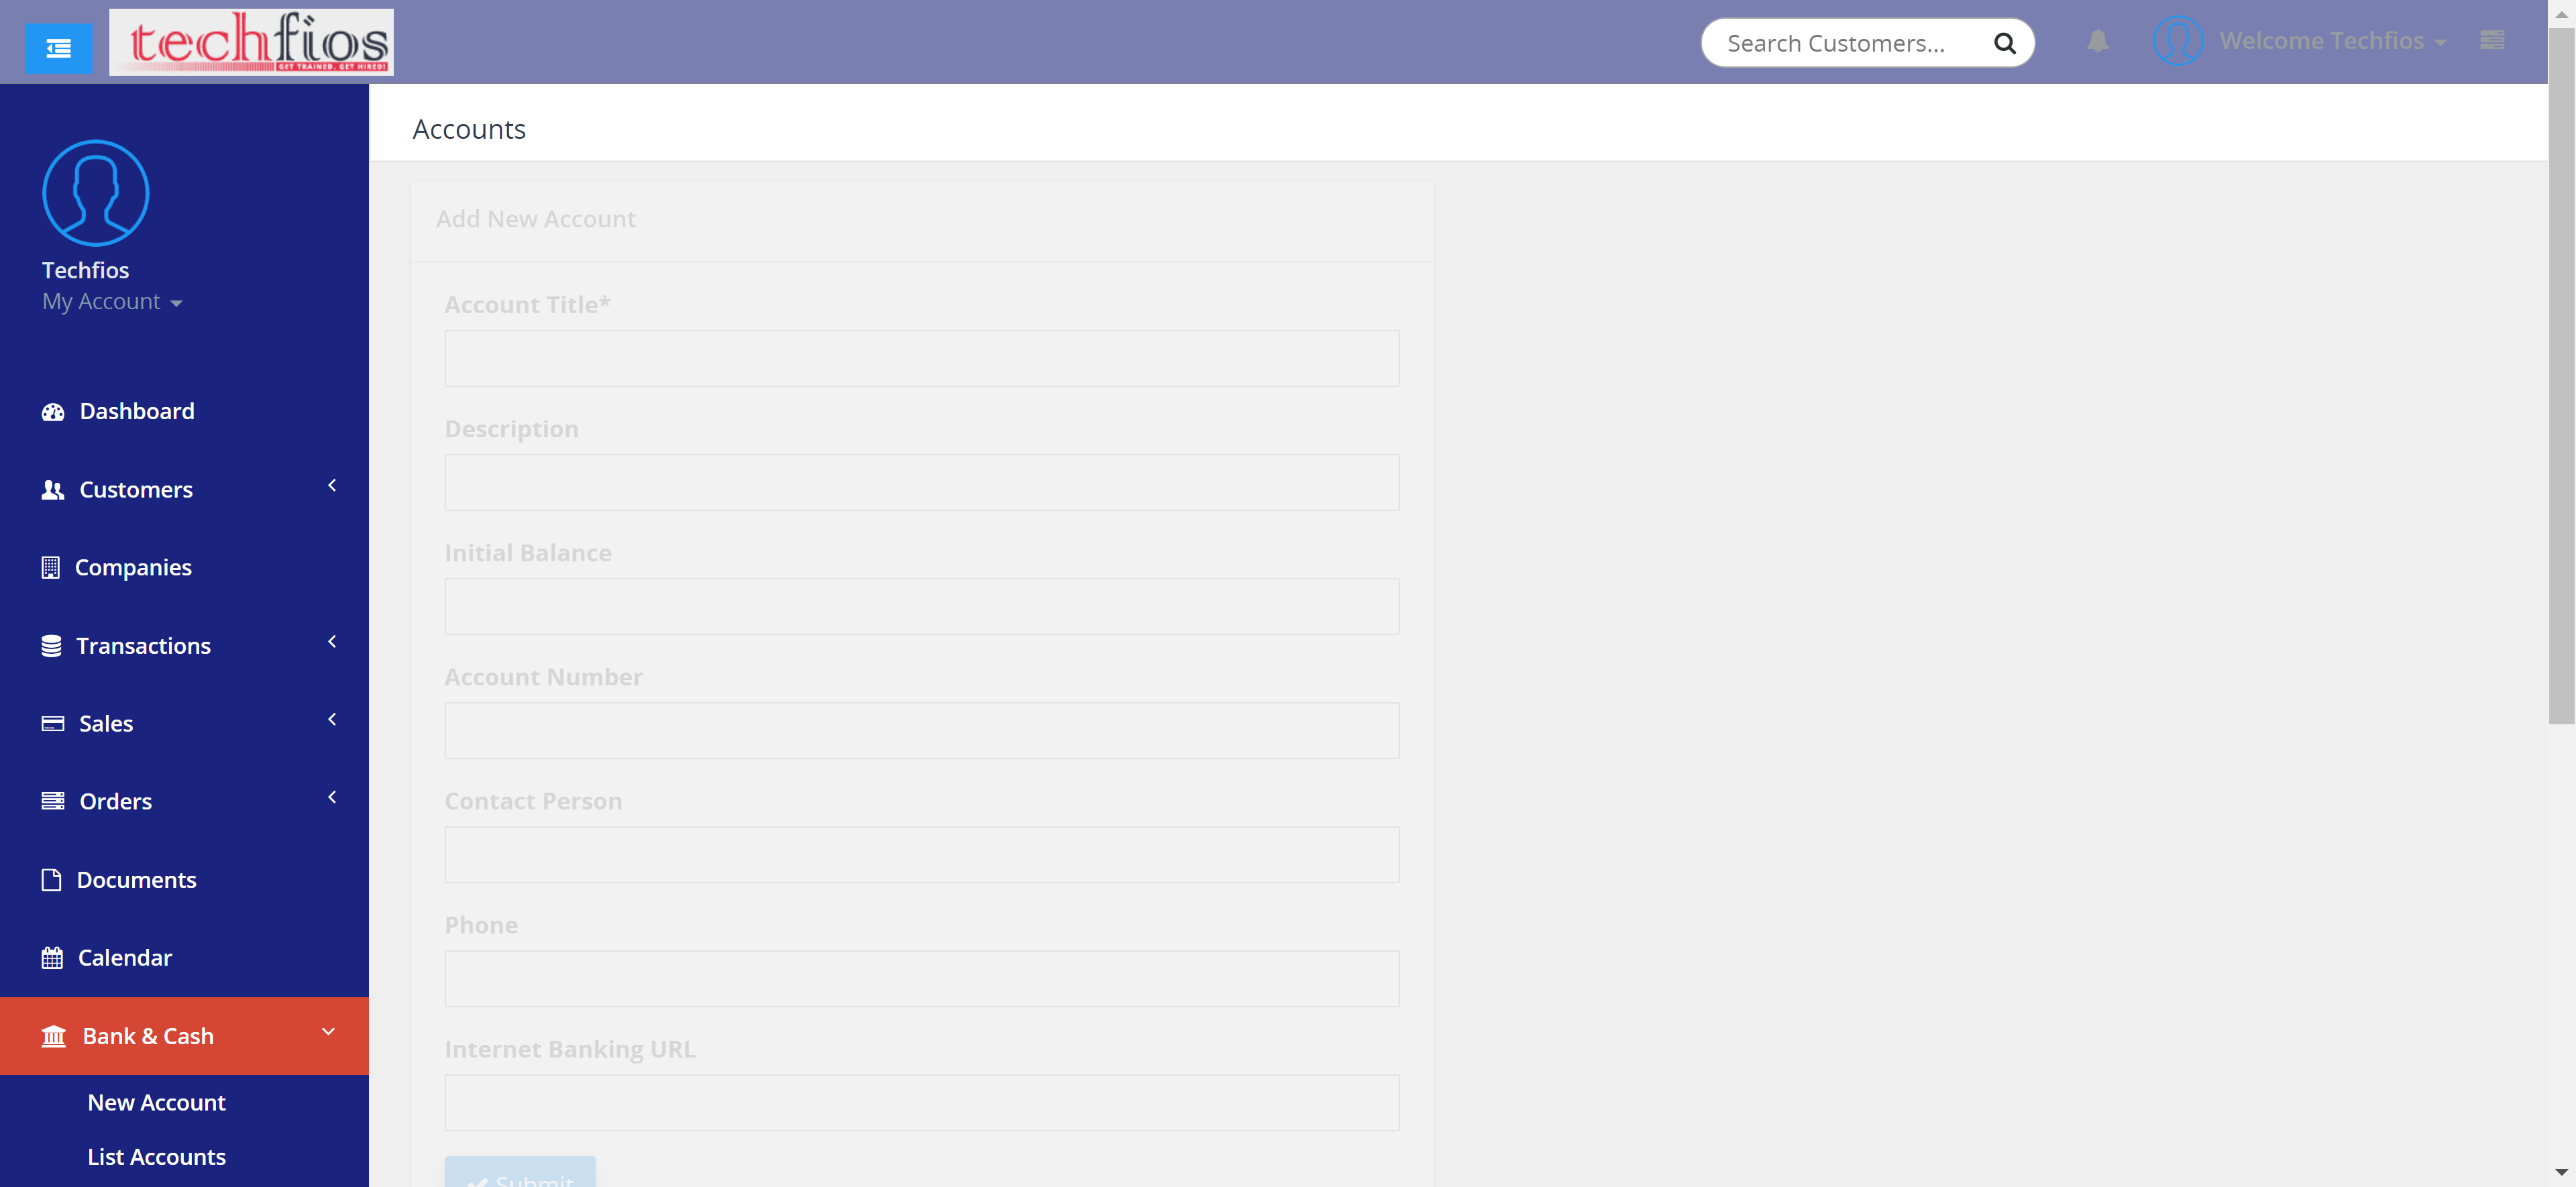 techfios
GET TRAINED. GET HIRED!
Search Customers...
Welcome Techfios
Techfios
My Account
Dashboard
Customers
Companies
Transactions
Sales
Orders
Documents
Calendar
Bank & Cash
New Account
List Accounts
Accounts
Add New Account
Account Title*
Description
Initial Balance
Account Number
Contact Person
Phone
Internet Banking URL
Submit